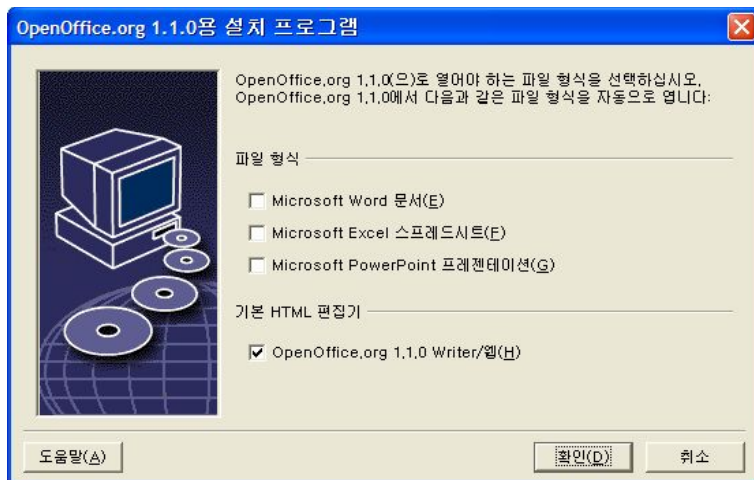 OpenOffice.org 1.1.0용 설치 프로그램
OpenOffice.org 1.1.0(으)로 열어야 하는 파일 형식을 선택하십시오.
OpenOffice.org 1.1.0에서 다음과 같은 파일 형식을 자동으로 엽니다:
파일 형식
Microsoft Word 문서(E)
Microsoft Excel 스프레드시트(F)
Microsoft PowerPoint 프레젠테이션(G)
기본 HTML 편집기
OpenOffice.org 1.1.0 Writer/웹(H)
도움말(A)
확인(D)
취소